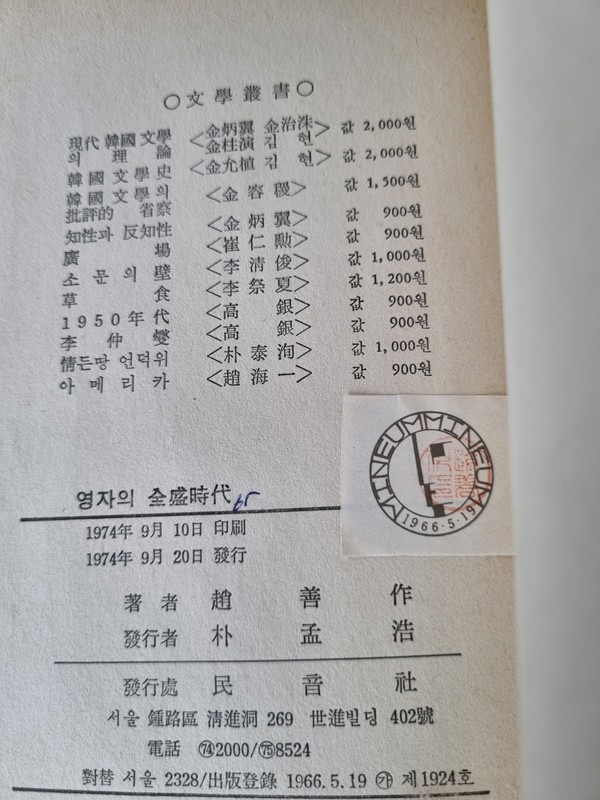 ○文學叢書○
現代 韓國 文學의 理論 <金炳翼 金治洙 金柱演 김 현> 값 2,000원
韓國文學史 <金允植 김 현> 값 2,000원
韓國文學의 批評的 省察 <金容稷> 값 1,500원
知性과 反知性 <金炳翼> 값 900원
廣場 <崔仁勳> 값 900원
소문의 壁 <李清俊> 값 1,000원
草食 <李祭夏> 값 1,200원
1950年代 <高銀> 값 900원
李仲燮 <高銀> 값 900원
情든땅 언덕위 <朴泰洵> 값 1,000원
아메리카 <趙海一> 값 900원
MINEUMMINEUM
1966·5·19
영자의 全盛時代
1974年 9月 10日 印刷
1974年 9月 20日 發行
著者 趙善作
發行者 朴孟浩
發行處 民音社
서울 鍾路區 清進洞 269 世進빌딩 402號
電話 ㉔2000/㉕8524
對替 서울 2328/出版登錄 1966.5.19 ㉮ 제1924호